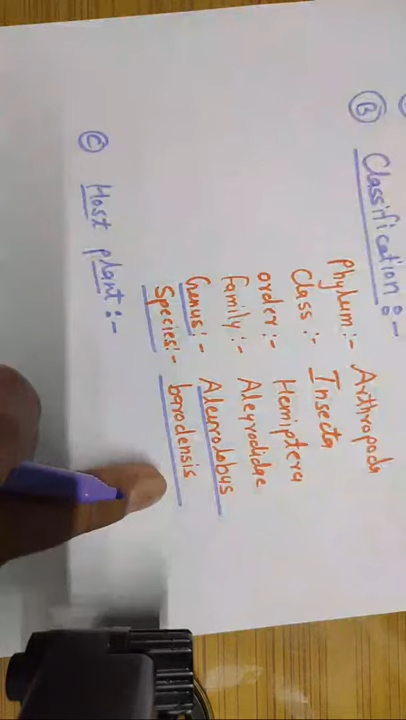 B Classification :-
Phylum :- Arthropoda
Class :- Insecta
order :- Hemiptera
family :- Aleyrodidae
Genus :- Aleurolobus
Species :- barodensis
C Host plant :-